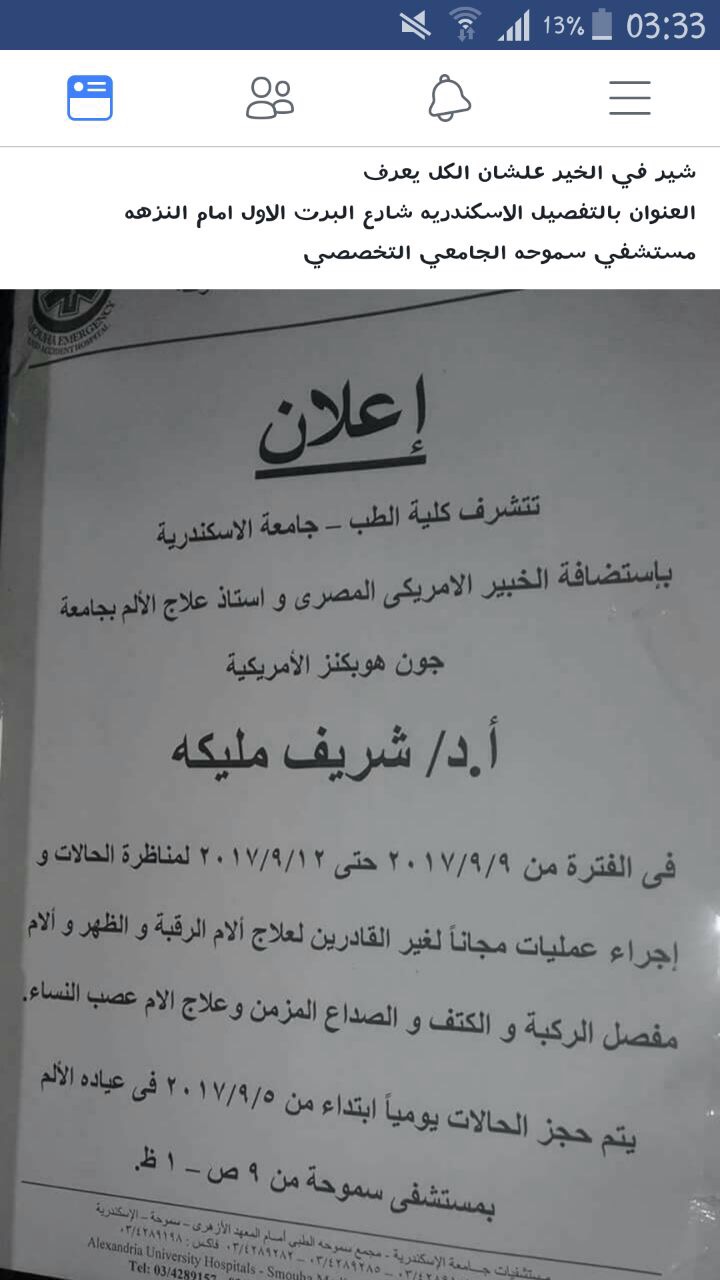 13% 03:33
شير في الخير علشان الكل يعرف
العنوان بالتفصيل الاسكندريه شارع البرت الاول امام النزهه
مستشفي سموحه الجامعي التخصصي
SMOUHA EMERGENCY
AND ACCIDENT HOSPITAL
إعلان
تتشرف كلية الطب – جامعة الاسكندرية
بإستضافة الخبير الامريكى المصرى و استاذ علاج الألم بجامعة
جون هوبكنز الأمريكية
أ.د/ شريف مليكه
فى الفترة من ٢٠١٧/٩/٩ حتى ٢٠١٧/٩/١٢ لمناظرة الحالات و
إجراء عمليات مجاناً لغير القادرين لعلاج ألام الرقبة و الظهر و ألام
مفصل الركبة و الكتف و الصداع المزمن وعلاج الام عصب النساء.
يتم حجز الحالات يومياً ابتداء من ٢٠١٧/٩/٥ فى عياده الألم
بمستشفى سموحة من ٩ ص – ١ ظ.
مستشفيات جـامعة الإسكندرية - مجمع سموحه الطبي أمـام المعهد الأزهرى – سموحة – الإسكندرية
٠٣/٤٢٨٩٢٨٥ – ٠٣/٤٢٨٩٢٨٢ فاكس : ٠٣/٤٢٨٩١٩٨
Alexandria University Hospitals - Smouha
Tel: 03/4289157